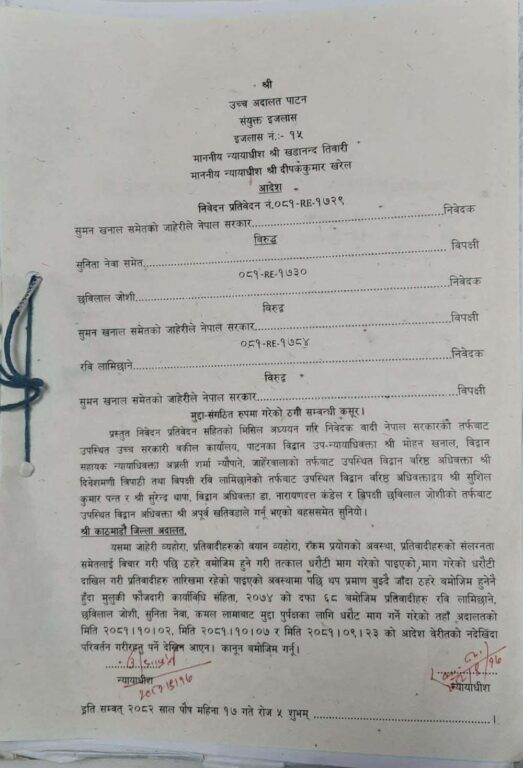 श्री
उच्च अदालत पाटन
संयुक्त इजलास
इजलास नं.:- १५
माननीय न्यायाधीश श्री खडानन्द तिवारी
माननीय न्यायाधीश श्री दीपककुमार खरेल
आदेश
निवेदन प्रतिवेदन नं.०८१-RE-१७२९
सुमन खनाल समेतको जाहेरीले नेपाल सरकार.......................निवेदक
विरुद्ध
सुनिता नेवा समेत.......................विपक्षी
०८१-RE-१७३०
छविलाल जोशी.......................निवेदक
विरुद्व
सुमन खनाल समेतको जाहेरीले नेपाल सरकार.......................विपक्षी
०८१-RE-१७८४
रवि लामिछाने.......................निवेदक
विरुद्व
सुमन खनाल समेतको जाहेरीले नेपाल सरकार.......................विपक्षी
मुद्दा-संगठित रुपमा गरेको ठगी सम्बन्धी कसूर।
प्रस्तुत निवेदन प्रतिवेदन सहितको मिसिल अध्ययन गरि निवेदक वादी नेपाल सरकारको तर्फबाट
उपस्थित उच्च सरकारी वकील कार्यालय, पाटनका विद्वान उप-न्यायाधिवक्ता श्री मोहन खनाल, विद्वान
सहायक न्यायाधिवक्ता अञ्जली शर्मा न्यौपाने, जाहेरवालाको तर्फबाट उपस्थित विद्वान वरिष्ठ अधिवक्ता श्री
दिनेशमणी त्रिपाठी तथा विपक्षी रवि लामिछानेको तर्फबाट उपस्थित विद्वान बरिष्ठ अधिवक्ताद्वय श्री सुशिल
कुमार पन्त र श्री सुरेन्द्र थापा, विद्वान अधिवक्ता डा. नारायणदत्त कंडेल र विपक्षी छविलाल जोशीको तर्फबाट
उपस्थित विद्वान अधिवक्ता श्री अपूर्व खतिवडाले गर्नु भएको बहससमेत सुनियो।
श्री काठमाडौं जिल्ला अदालत,
यसमा जाहेरी व्यहोरा, प्रतिवादीहरुको बयान व्यहोरा, रकम प्रयोगको अवस्था, प्रतिवादीहरुको संलग्नता
समेतलाई विचार गरी पछि ठहरे बमोजिम हुने गरी तत्काल धरौटी माग गरेको पाइएको,माग गरेको धरौटी
दाखिल गरी प्रतिवादीहरु तारिखमा रहेको पाइएको अवस्थामा पछि थप प्रमाण बुझ्दै जाँदा ठहरे बमोजिम हुनेनै
हुँदा मुलुकी फौजदारी कार्यविधि संहिता, २०७४ को दफा ६८ बमोजिम प्रतिवादीहरु रवि लामिछाने,
छविलाल जोशी, सुनिता नेवा, कमल लामाबाट मुद्दा पुर्पक्षका लागि धरौट माग गर्ने गरेको तहाँ अदालतको
मिति २०८१।१०।०२, मिति २०८१।१०।०७ र मिति २०८१।०९।२३ को आदेश बेरीतको नदेखिंदा
परिवर्तन गरीरहनु पर्ने देखिन आएन। कानून बमोजिम गर्नू।
न्यायाधीश
न्यायाधीश
इति सम्वत् २०८२ साल पौष महिना १७ गते रोज ५ शुभम् .......................।